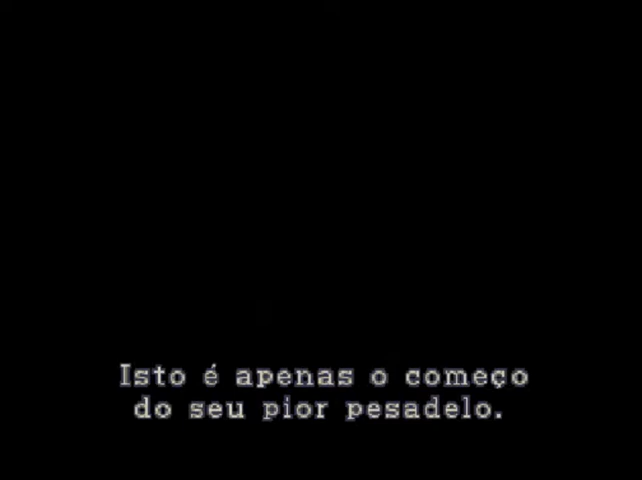 Isto é apenas o começo
do seu pior pesadelo.